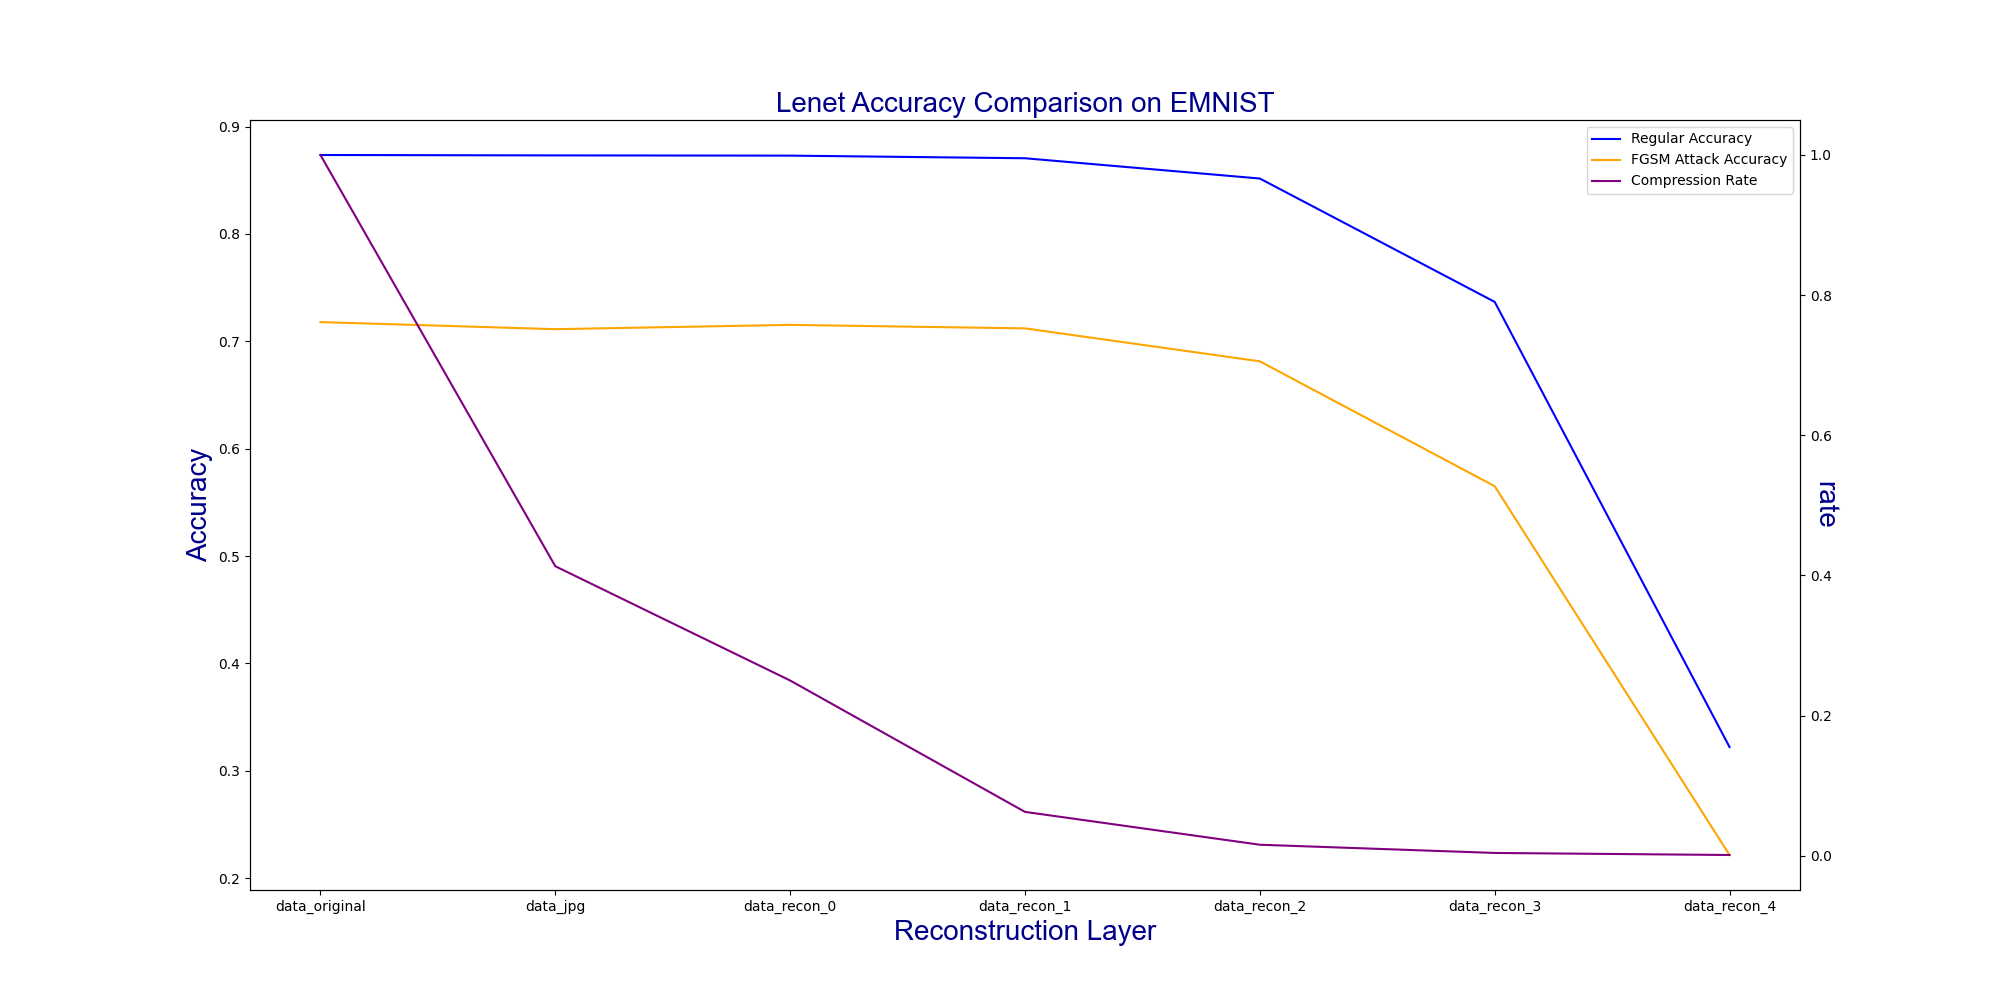 Lenet Accuracy Comparison on EMNIST
Regular Accuracy
FGSM Attack Accuracy
Compression Rate
Accuracy
0.9
0.8
0.7
0.6
0.5
0.4
0.3
0.2
1.0
0.8
0.6
0.4
0.2
0.0
rate
data_original data_jpg data_recon_0 data_recon_1 data_recon_2 data_recon_3 data_recon_4
Reconstruction Layer